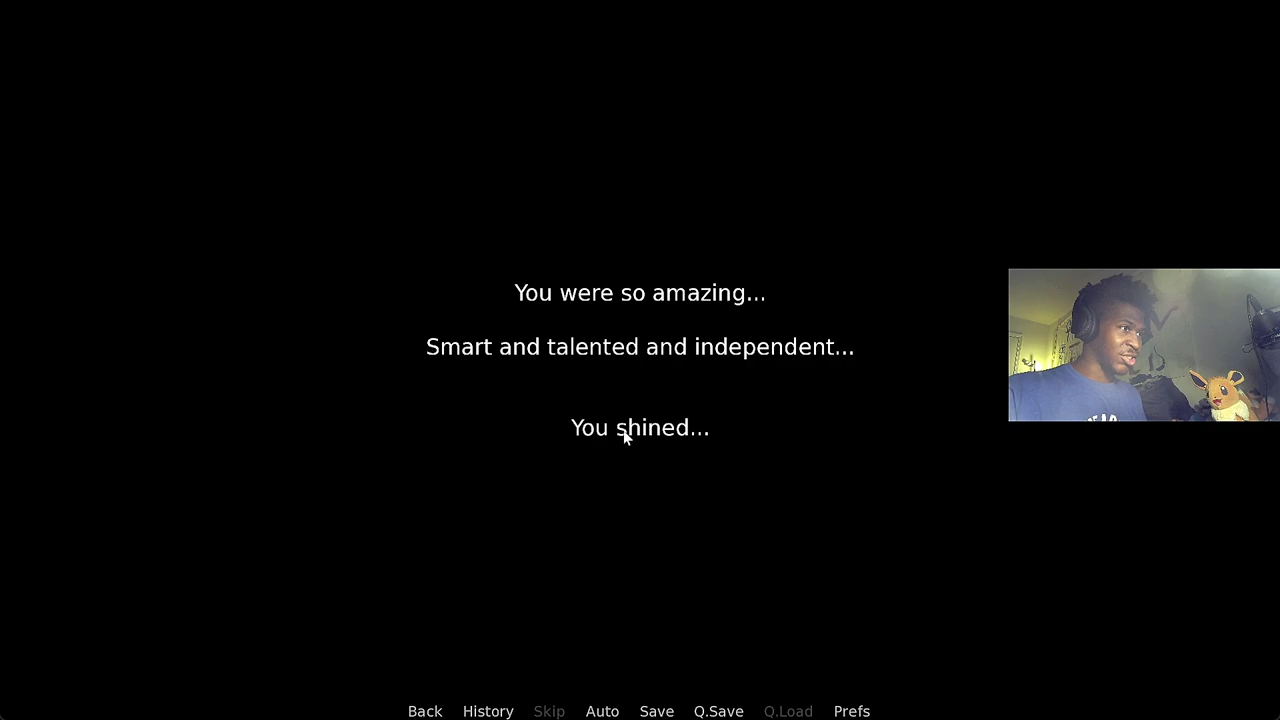 You were so amazing...
Smart and talented and independent...
You shined...
Back History Skip Auto Save Q.Save Q.Load Prefs